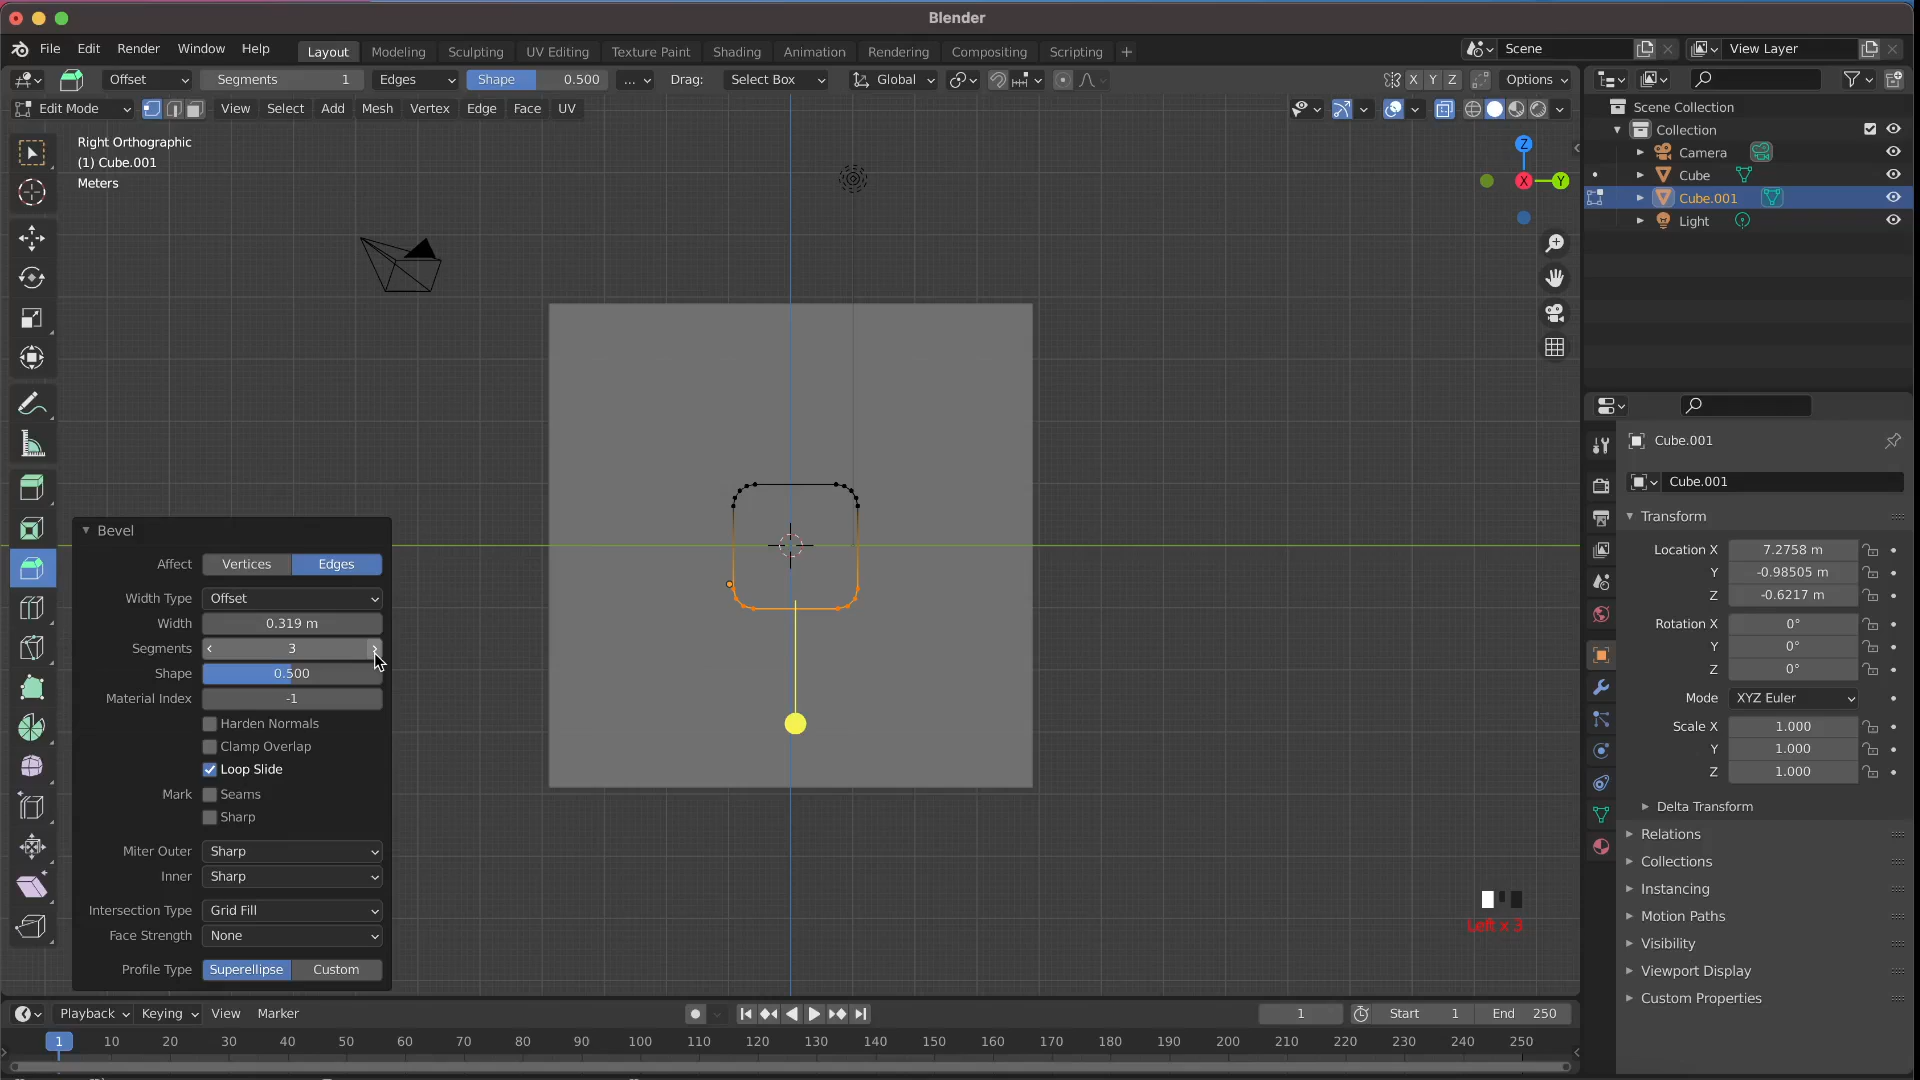 Blender
File Edit Render Window Help Layout Modeling Sculpting UV Editing Texture Paint Shading Animation Rendering Compositing Scripting + Scene View Layer
Offset Segments 1 Edges Shape 0.500 ... Drag: Select Box Global X Y Z Options
Edit Mode View Select Add Mesh Vertex Edge Face UV
Right Orthographic
(1) Cube.001
Meters
Z
X
Y
Scene Collection
Collection
Camera
Cube
Cube.001
Light
Bevel
Affect Vertices Edges
Width Type Offset
Width 0.319 m
Segments 3
Shape 0.500
Material Index -1
Harden Normals
Clamp Overlap
Loop Slide
Mark Seams
Sharp
Miter Outer Sharp
Inner Sharp
Intersection Type Grid Fill
Face Strength None
Profile Type Superellipse Custom
Left x 3
Cube.001
Cube.001
Transform
Location X 7.2758 m
Y -0.98505 m
Z -0.6217 m
Rotation X 0°
Y 0°
Z 0°
Mode XYZ Euler
Scale X 1.000
Y 1.000
Z 1.000
Delta Transform
Relations
Collections
Instancing
Motion Paths
Visibility
Viewport Display
Custom Properties
Playback Keying View Marker 1 Start 1 End 250
1 10 20 30 40 50 60 70 80 90 100 110 120 130 140 150 160 170 180 190 200 210 220 230 240 250